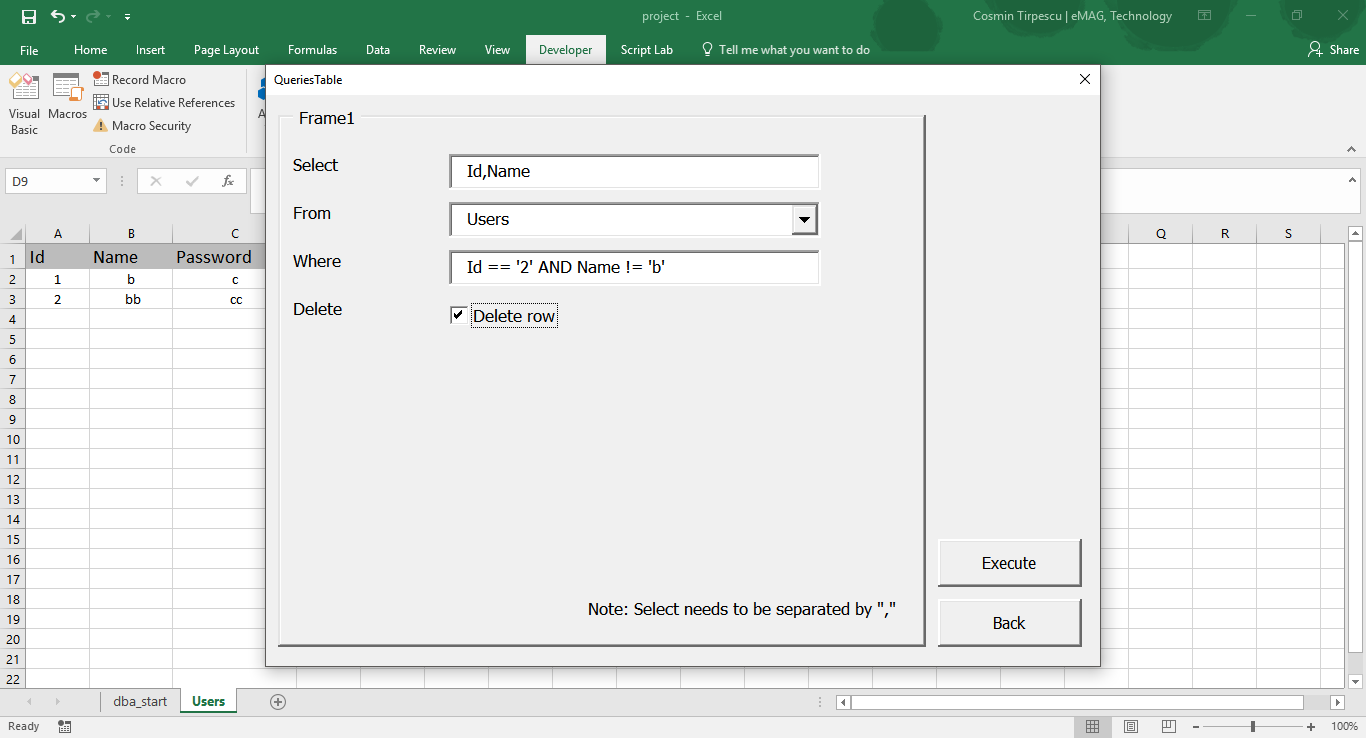 project - Excel
Cosmin Tirpescu | eMAG, Technology
File Home Insert Page Layout Formulas Data Review View Developer Script Lab Tell me what you want to do Share
Visual Basic
Macros
Record Macro
Use Relative References
Macro Security
Code
A
QueriesTable
D9
fx
Frame1
Select Id,Name
From Users
Where Id == '2' AND Name != 'b'
Delete Delete row
Note: Select needs to be separated by ","
Execute
Back
A B C Q R S
1 Id Name Password
2 1 b c
3 2 bb cc
4
5
6
7
8
9
10
11
12
13
14
15
16
17
18
19
20
21
22
dba_start Users
Ready
100%